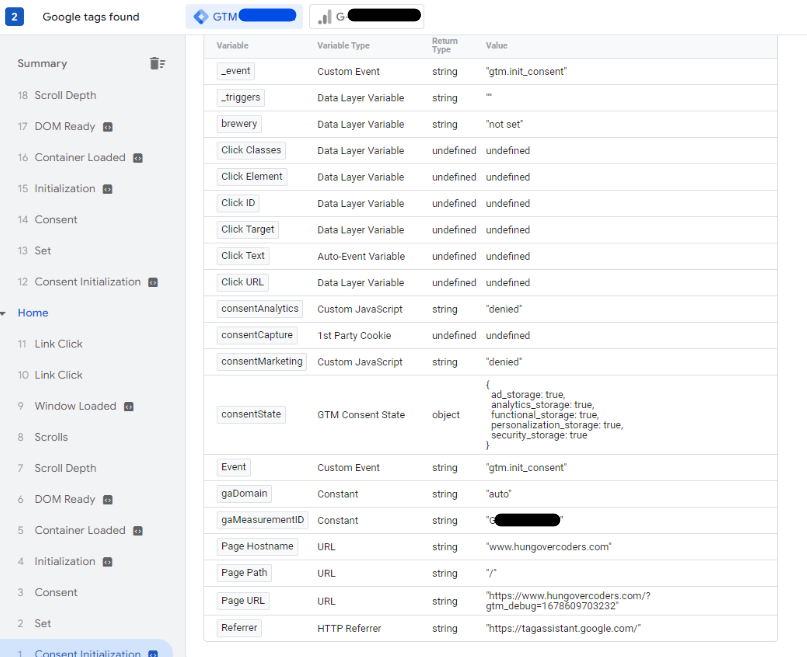 2 Google tags found GTM G-
Summary
18 Scroll Depth
17 DOM Ready
16 Container Loaded
15 Initialization
14 Consent
13 Set
12 Consent Initialization
Home
11 Link Click
10 Link Click
9 Window Loaded
8 Scrolls
7 Scroll Depth
6 DOM Ready
5 Container Loaded
4 Initialization
3 Consent
2 Set
1 Consent Initialization
Variable Variable Type Return Type Value
_event Custom Event string "gtm.init_consent"
_triggers Data Layer Variable string ""
brewery Data Layer Variable string "not set"
Click Classes Data Layer Variable undefined undefined
Click Element Data Layer Variable undefined undefined
Click ID Data Layer Variable undefined undefined
Click Target Data Layer Variable undefined undefined
Click Text Auto-Event Variable undefined undefined
Click URL Data Layer Variable undefined undefined
consentAnalytics Custom JavaScript string "denied"
consentCapture 1st Party Cookie undefined undefined
consentMarketing Custom JavaScript string "denied"
consentState GTM Consent State object
{
ad_storage: true,
analytics_storage: true,
functional_storage: true,
personalization_storage: true,
security_storage: true
}
Event Custom Event string "gtm.init_consent"
gaDomain Constant string "auto"
gaMeasurementID Constant string "G"
Page Hostname URL string "www.hungovercoders.com"
Page Path URL string "/"
Page URL URL string "https://www.hungovercoders.com/?
gtm_debug=1678609703232"
Referrer HTTP Referrer string "https://tagassistant.google.com/"